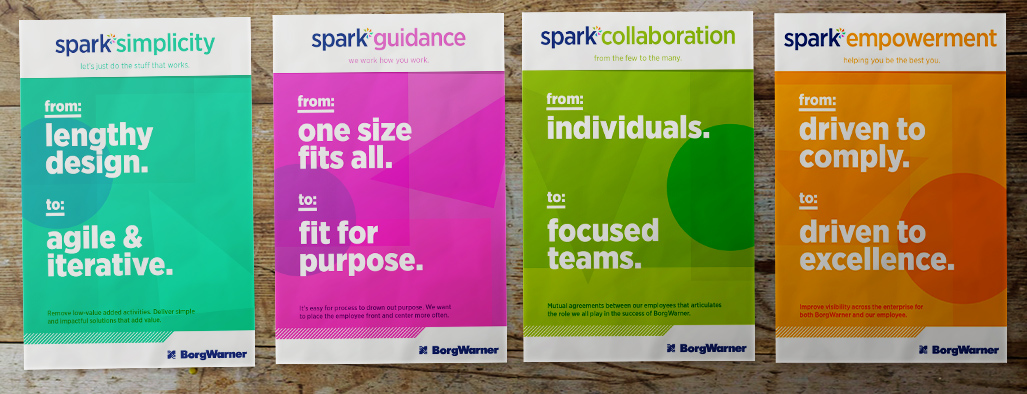 spark simplicity
let's just do the stuff that works.
from:
lengthy
design.
to:
agile &
iterative.
Remove low-value added activities. Deliver simple
and impactful solutions that add value.
BorgWarner
spark guidance
we work how you work.
from:
one size
fits all.
to:
fit for
purpose.
It's easy for process to drown out purpose. We want
to place the employee front and center more often.
BorgWarner
spark collaboration
from the few to the many.
from:
individuals.
to:
focused
teams.
Mutual agreements between our employees that articulates
the role we all play in the success of BorgWarner.
BorgWarner
spark empowerment
helping you be the best you.
from:
driven to
comply.
to:
driven to
excellence.
Improve visibility across the enterprise for
both BorgWarner and our employee.
BorgWarner